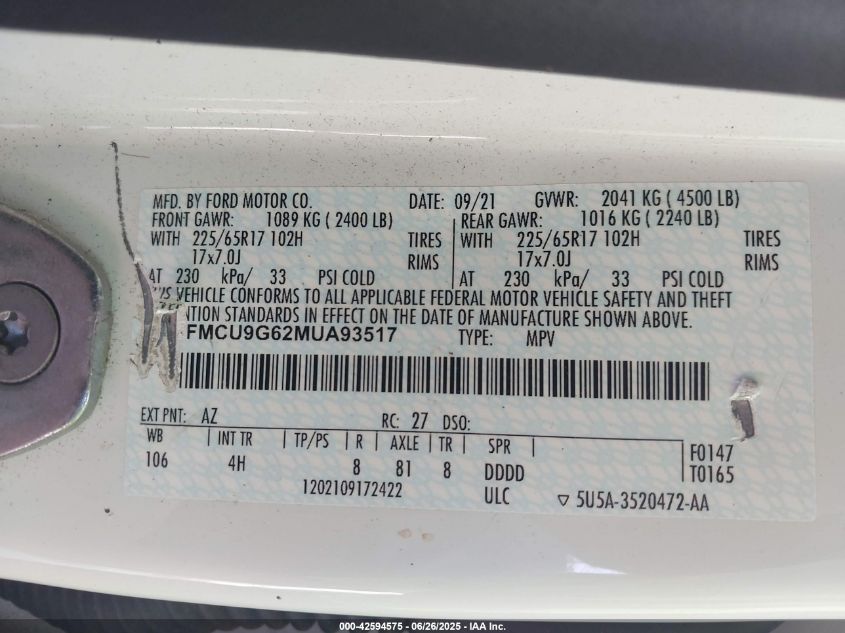 MFD. BY FORD MOTOR CO. DATE: 09/21 GVWR: 2041 KG ( 4500 LB)
FRONT GAWR: 1089 KG ( 2400 LB) REAR GAWR: 1016 KG ( 2240 LB)
WITH 225/65R17 102H TIRES WITH 225/65R17 102H TIRES
17x7.0J RIMS 17x7.0J RIMS
AT 230 kPa/ 33 PSI COLD AT 230 kPa/ 33 PSI COLD
VEHICLE CONFORMS TO ALL APPLICABLE FEDERAL MOTOR VEHICLE SAFETY AND THEFT
STANDARDS IN EFFECT ON THE DATE OF MANUFACTURE SHOWN ABOVE.
FMCU9G62MUA93517 TYPE: MPV
EXT PNT: AZ RC: 27 DSO:
WB INT TR TP/PS R AXLE TR SPR F0147
106 4H 8 81 8 DDDD T0165
1202109172422 ULC ▽ 5U5A-3520472-AA
000-42594575 - 06/26/2025 - IAA Inc.